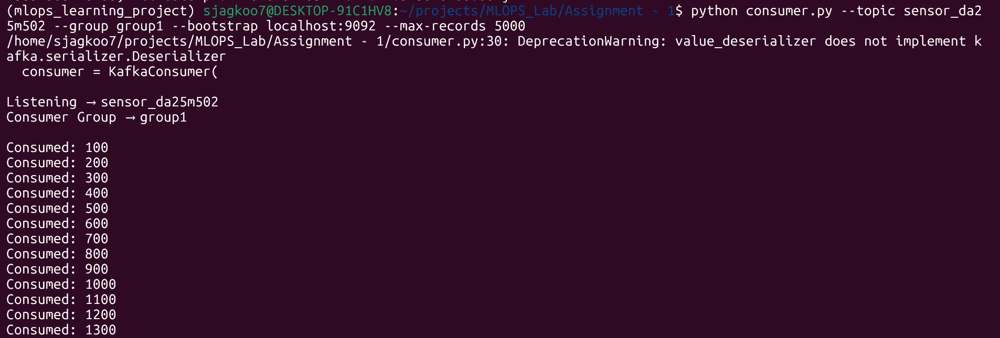 (mlops_learning_project) sjagkoo7@DESKTOP-91C1HV8:~/projects/MLOPS_Lab/Assignment - 1$ python consumer.py --topic sensor_da2
5m502 --group group1 --bootstrap localhost:9092 --max-records 5000
/home/sjagkoo7/projects/MLOPS_Lab/Assignment - 1/consumer.py:30: DeprecationWarning: value_deserializer does not implement k
afka.serializer.Deserializer
  consumer = KafkaConsumer(
Listening → sensor_da25m502
Consumer Group → group1
Consumed: 100
Consumed: 200
Consumed: 300
Consumed: 400
Consumed: 500
Consumed: 600
Consumed: 700
Consumed: 800
Consumed: 900
Consumed: 1000
Consumed: 1100
Consumed: 1200
Consumed: 1300